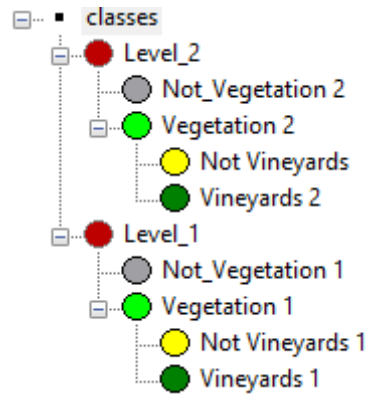 classes
Level_2
Not_Vegetation 2
Vegetation 2
Not Vineyards
Vineyards 2
Level_1
Not_Vegetation 1
Vegetation 1
Not Vineyards 1
Vineyards 1